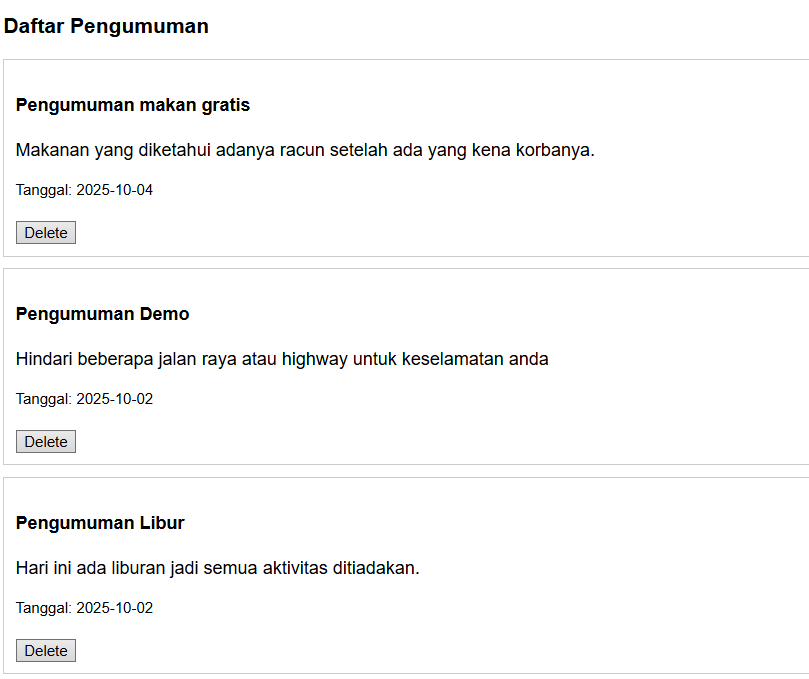 Daftar Pengumuman
Pengumuman makan gratis
Makanan yang diketahui adanya racun setelah ada yang kena korbanya.
Tanggal: 2025-10-04
Delete
Pengumuman Demo
Hindari beberapa jalan raya atau highway untuk keselamatan anda
Tanggal: 2025-10-02
Delete
Pengumuman Libur
Hari ini ada liburan jadi semua aktivitas ditiadakan.
Tanggal: 2025-10-02
Delete